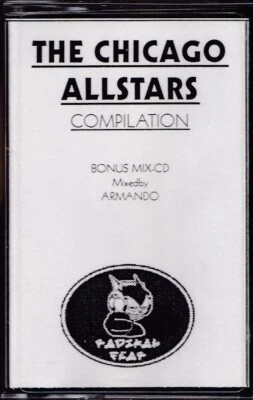 THE CHICAGO
ALLSTARS
COMPILATION
BONUS MIX-CD
Mixedby
ARMANDO
RADIKAL
FEAR